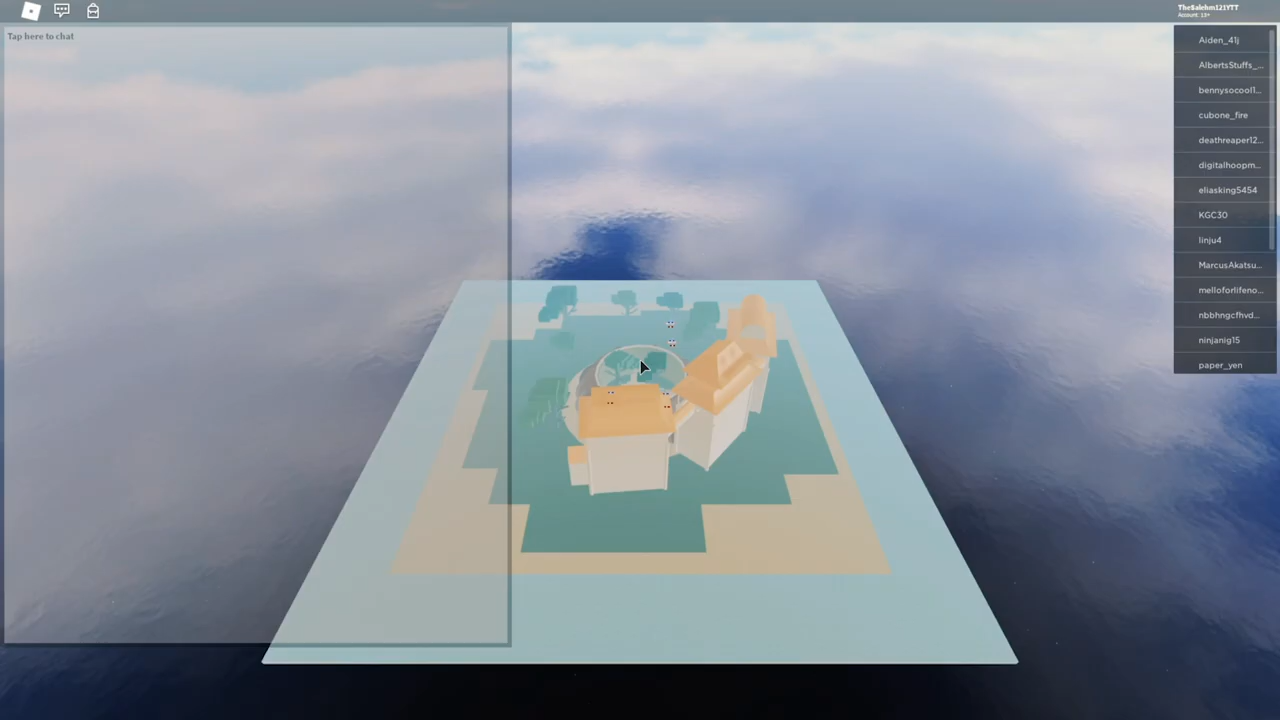 Tap here to chat
TheSalehm121YTT
Account: 13+
Aiden_41j
AlbertsStuffs_...
bennysocool1...
cubone_fire
deathreaper12...
digitalhoopm...
eliasking5454
KGC30
linju4
MarcusAkatsu...
melloforlifeno...
nbbhngcfhvd...
ninjanig15
paper_yen